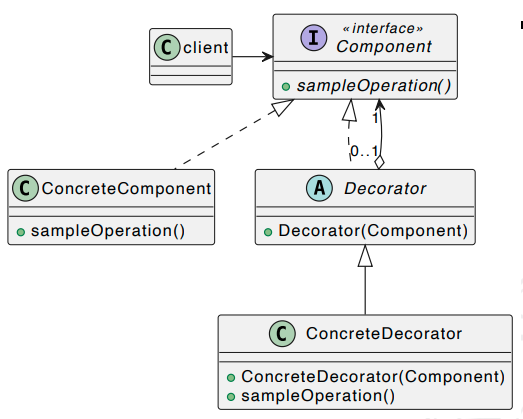 C client
I «interface»
Component
sampleOperation()
1
0..1
C ConcreteComponent
sampleOperation()
A Decorator
Decorator(Component)
C ConcreteDecorator
ConcreteDecorator(Component)
sampleOperation()